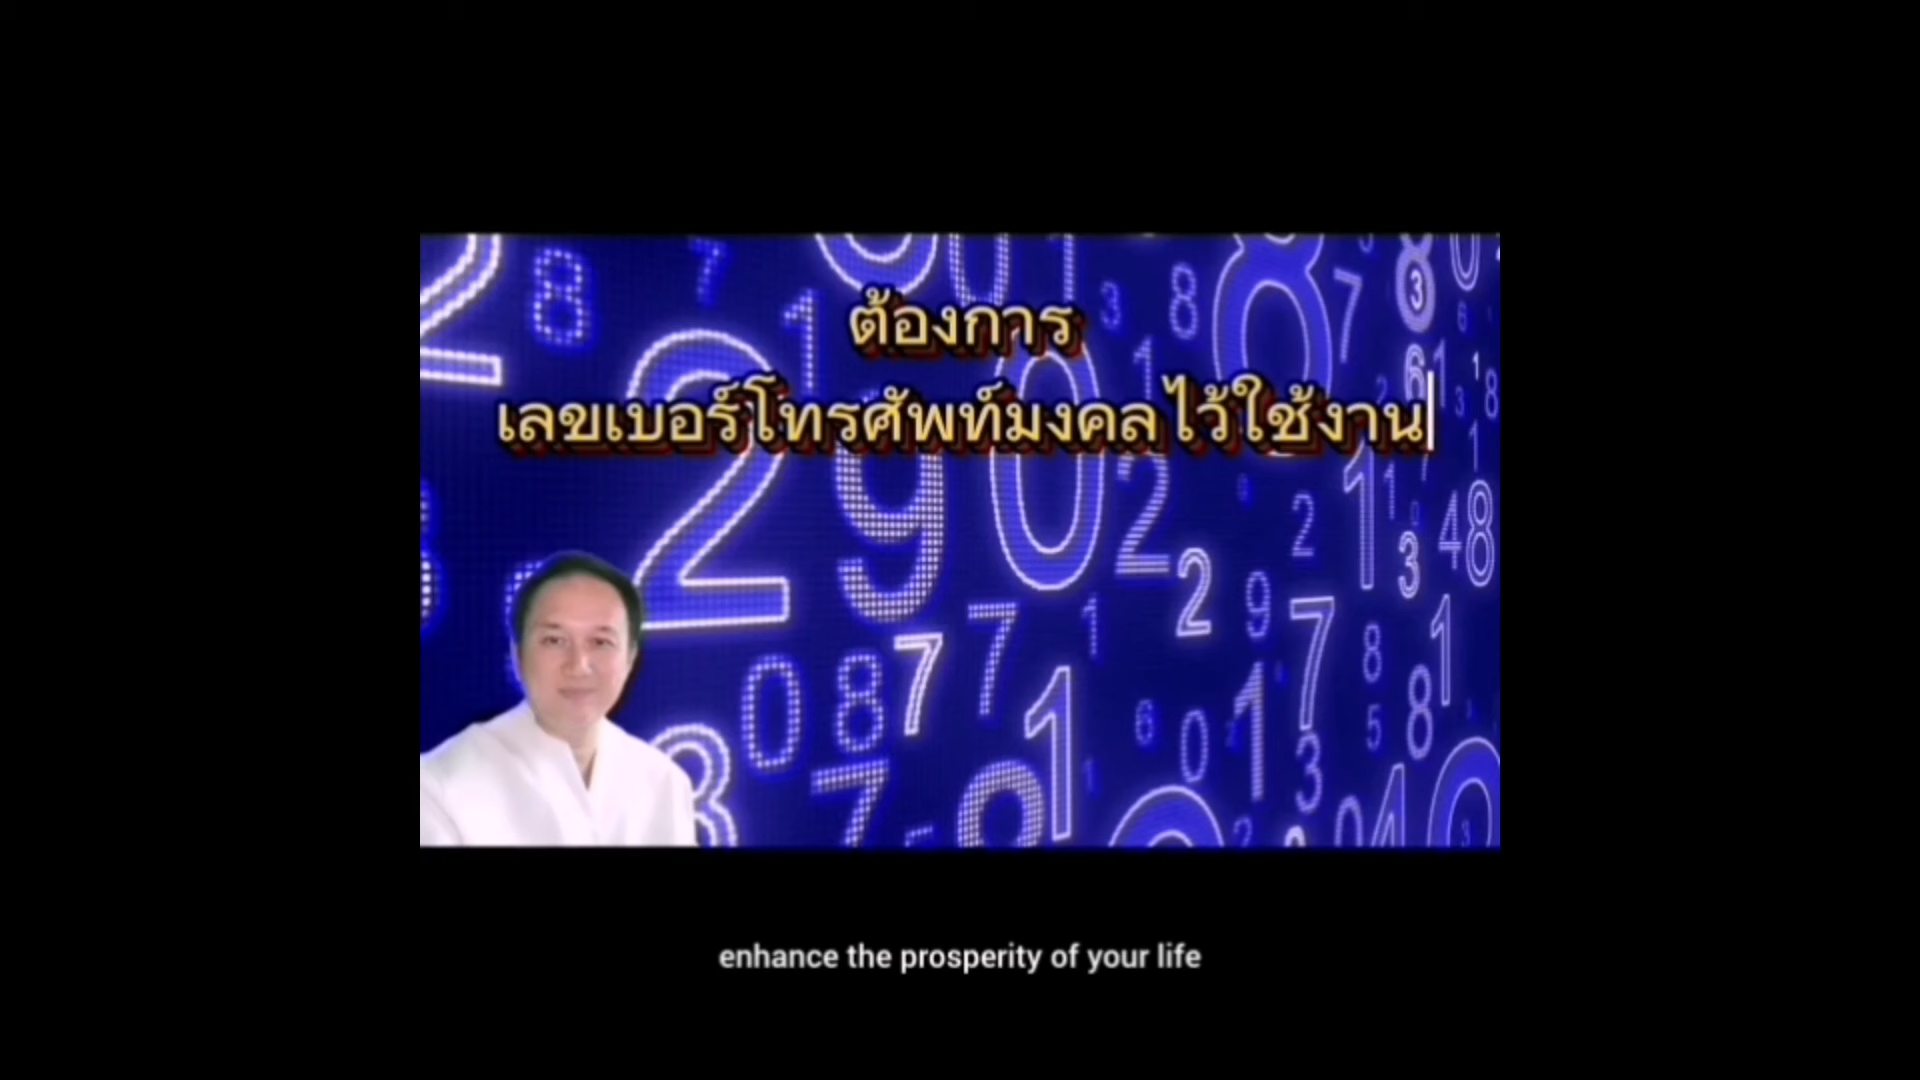 ต้องการ
เลขเบอร์โทรศัพท์มงคลไว้ใช้งาน
enhance the prosperity of your life